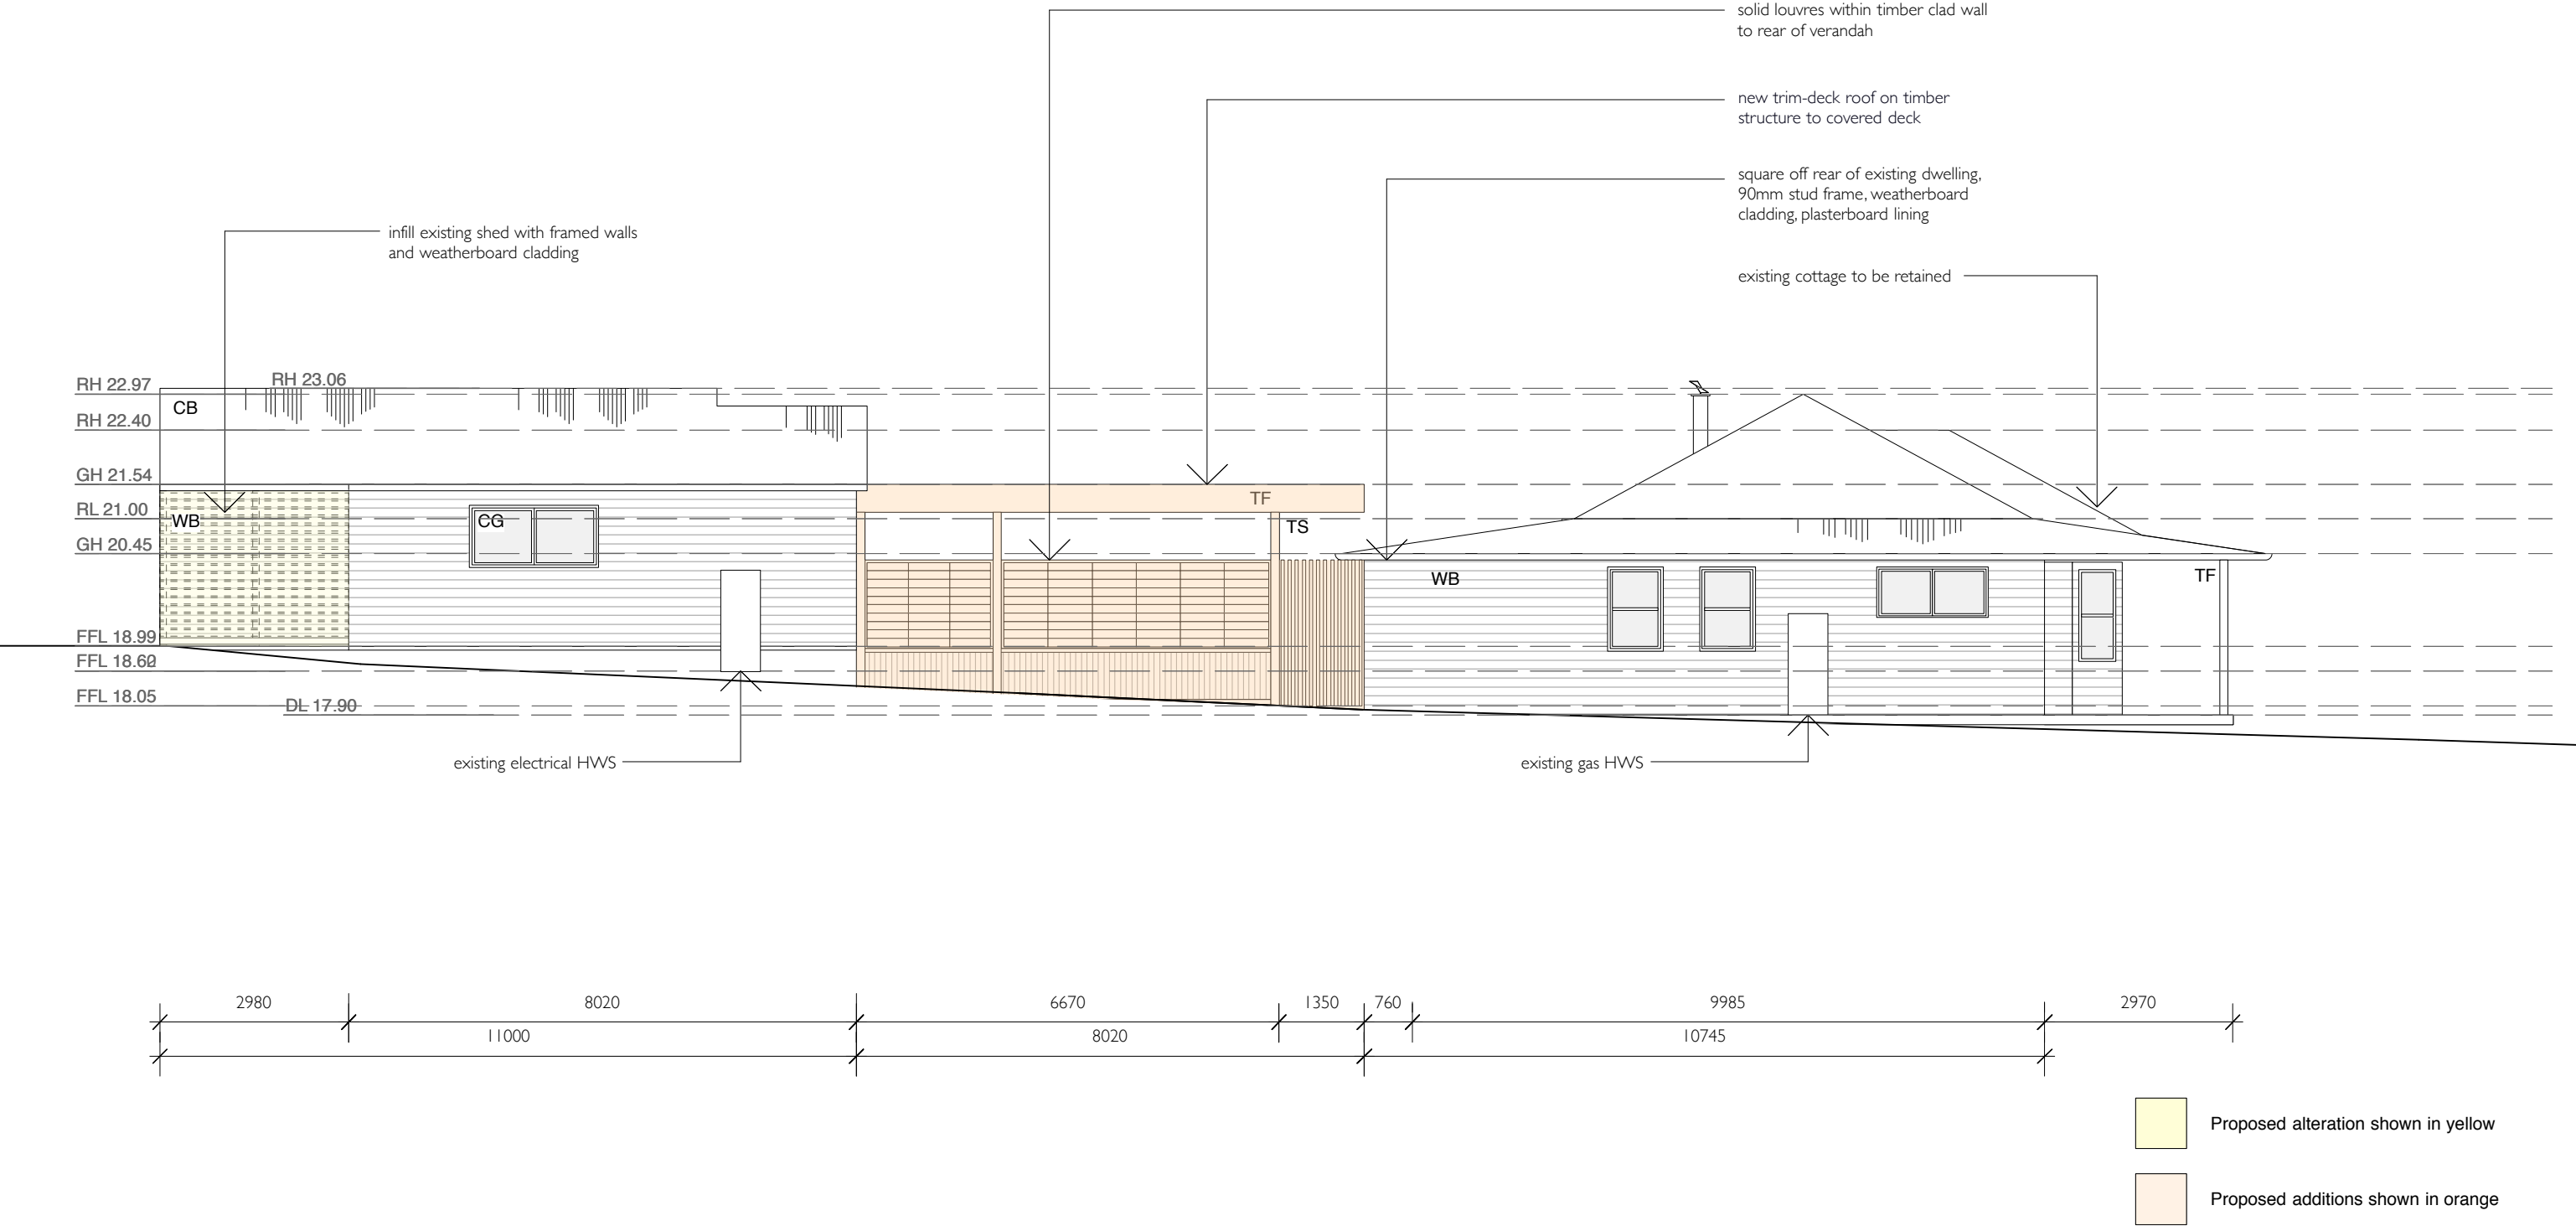 solid louvres within timber clad wall
to rear of verandah
new trim-deck roof on timber
structure to covered deck
square off rear of existing dwelling,
90mm stud frame, weatherboard
cladding, plasterboard lining
infill existing shed with framed walls
and weatherboard cladding
existing cottage to be retained
RH 22.97
RH 23.06
CB
RH 22.40
GH 21.54
TF
RL 21.00
WB
CG
TS
GH 20.45
WB
TF
FFL 18.99
FFL 18.60
FFL 18.05
DL 17.90
existing electrical HWS
existing gas HWS
2980
8020
6670
1350
760
9985
2970
11000
8020
10745
Proposed alteration shown in yellow
Proposed additions shown in orange